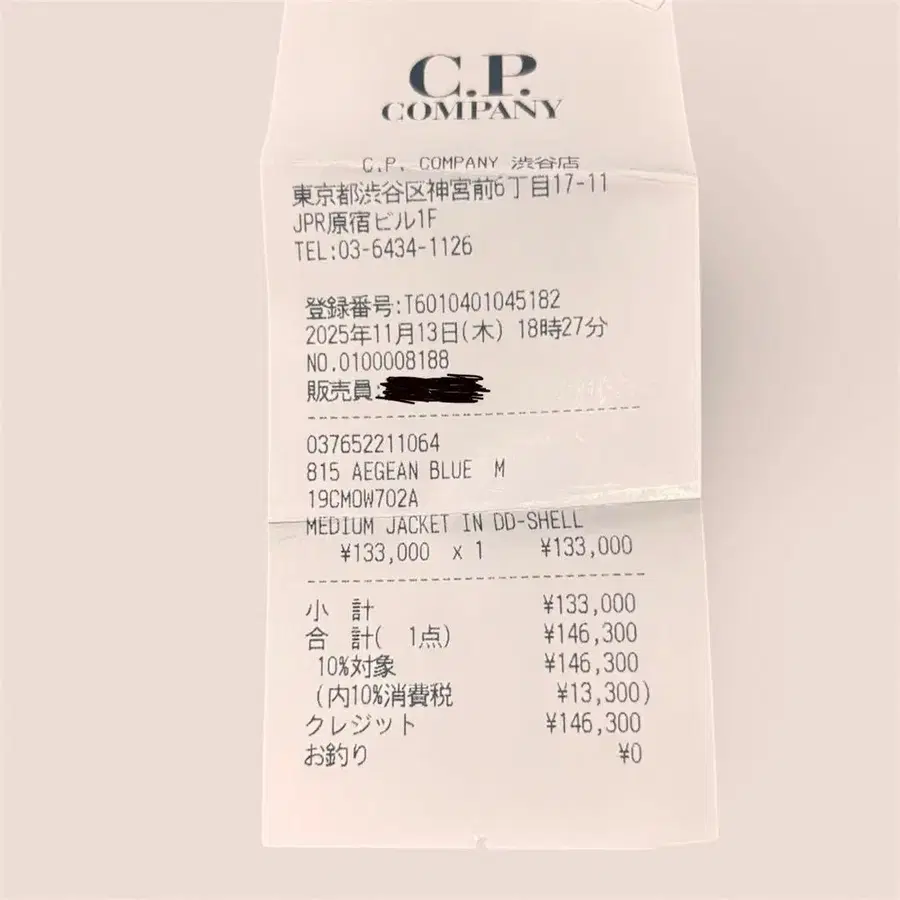 C.P.
COMPANY
C.P. COMPANY 渋谷店
東京都渋谷区神宮前6丁目17-11
JPR原宿ビル1F
TEL:03-6434-1126
登録番号:T6010401045182
2025年11月13日(木) 18時27分
NO.0100008188
販売員:
037652211064
815 AEGEAN BLUE M
19CMOW702A
MEDIUM JACKET IN DD-SHELL
¥133,000 x 1 ¥133,000
小 計 ¥133,000
合 計( 1点) ¥146,300
10%対象 ¥146,300
(内10%消費税 ¥13,300)
クレジット ¥146,300
お釣り ¥0